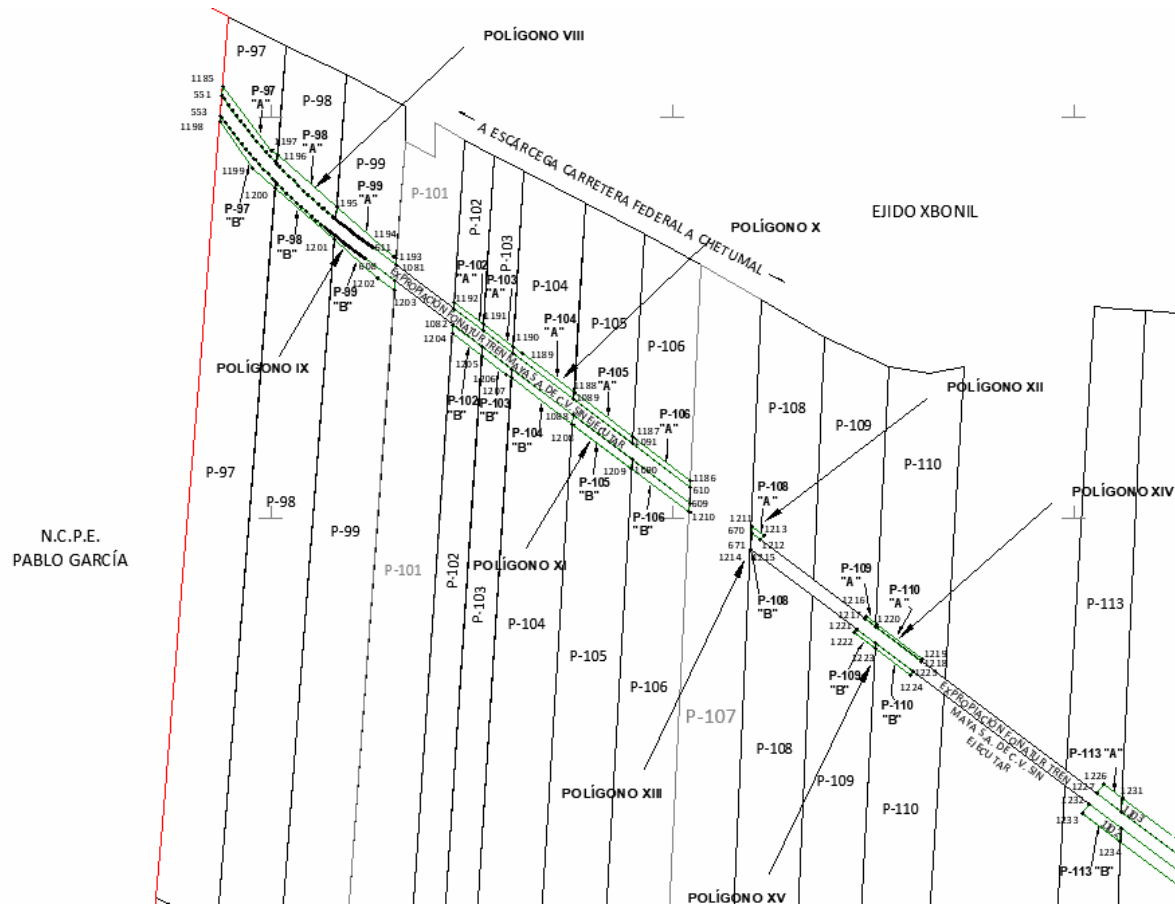 POLÍGONO VIII
P-97
P-98
P-99
P-101
1185
551
553
1198
P-97
"A"
1197
1196
P-98
"A"
1195
P-99
"A"
1194
611
1193
1081
1199
1200
P-97
"B"
P-98
"B"
1201
608
1202
P-99
"B"
1203
A ESCÁRCEGA CARRETERA FEDERAL A CHETUMAL
EJIDO XBONIL
POLÍGONO X
P-102
P-103
P-104
P-105
P-106
P-102
"A"
P-103
"A"
1192
1191
1190
1189
P-104
"A"
1188
1089
P-105
"A"
1187
1091
P-106
"A"
1186
610
609
1210
EXPROPIACIÓN FONATUR TREN MAYA S.A. DE C.V. SIN EJECUTAR
1082
1204
1205
1206
1207
P-102
"B"
P-103
"B"
P-104
"B"
1088
1208
P-105
"B"
1209
1090
P-106
"B"
POLÍGONO IX
POLÍGONO XI
POLÍGONO XII
P-108
P-109
P-110
POLÍGONO XIV
P-108
"A"
1211
670
1213
1212
671
1214
1215
P-108
"B"
P-109
"A"
P-110
"A"
1216
1217
1220
1221
1222
1223
1219
1218
1225
1224
P-109
"B"
P-110
"B"
P-113
EXPROPIACIÓN FONATUR TREN
MAYA S.A. DE C.V. SIN
EJECUTAR
P-113 "A"
1226
1227
1231
1232
1233
1203
1234
P-113 "B"
N.C.P.E.
PABLO GARCÍA
P-97
P-98
P-99
P-101
P-102
P-103
P-104
P-105
P-106
P-107
P-108
P-109
P-110
POLÍGONO XIII
POLÍGONO XV